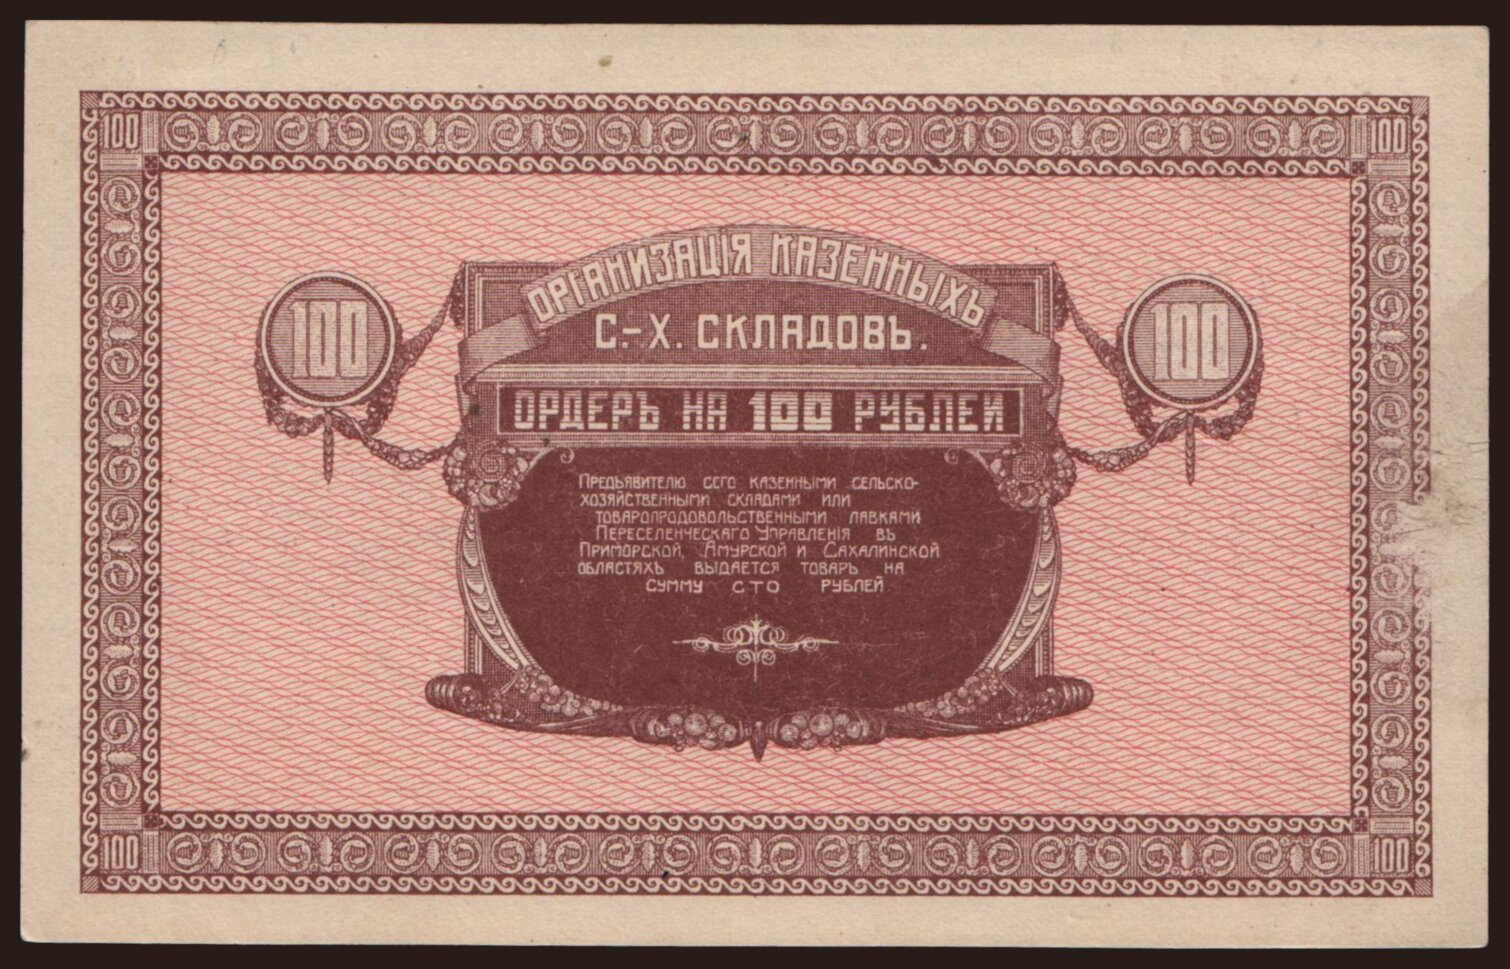 100 100
ОРГАНИЗАЦІЯ КАЗЕННЫХЪ
С.-Х. СКЛАДОВЪ.
100 100
ОРДЕРЪ НА 100 РУБЛЕЙ
ПРЕДЪЯВИТЕЛЮ СЕГО КАЗЕННЫМИ СЕЛЬСКО-
ХОЗЯЙСТВЕННЫМИ СКЛАДАМИ ИЛИ
ТОВАРОПРОДОВОЛЬСТВЕННЫМИ ЛАВКАМИ
ПЕРЕСЕЛЕНЧЕСКАГО УПРАВЛЕНІЯ ВЪ
ПРИМОРСКОЙ, АМУРСКОЙ И САХАЛИНСКОЙ
ОБЛАСТЯХЪ ВЫДАЕТСЯ ТОВАРЪ НА
СУММУ СТО РУБЛЕЙ
100 100